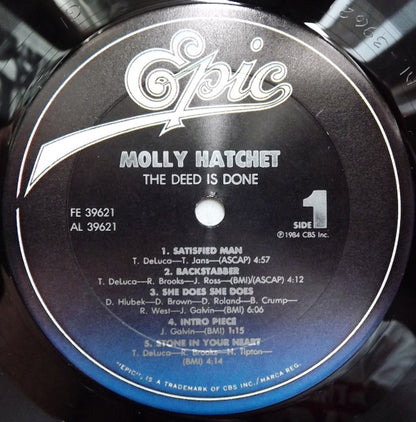 Epic
MOLLY HATCHET
THE DEED IS DONE
FE 39621
AL 39621
SIDE 1
℗1984 CBS Inc.
1. SATISFIED MAN
T. DeLuca—T. Jans—(ASCAP) 4:57
2. BACKSTABBER
T. DeLuca—R. Brooks—J. Ross—(BMI)/(ASCAP) 4:12
3. SHE DOES SHE DOES
D. Hlubek—D. Brown—D. Roland—B. Crump—
R. West—J. Galvin—(BMI) 6:06
4. INTRO PIECE
J. Galvin—(BMI) 1:15
5. STONE IN YOUR HEART
T. DeLuca—R. Brooks—N. Tipton—
(BMI) 4:14
"EPIC", IS A TRADEMARK OF CBS INC./MARCA REG.